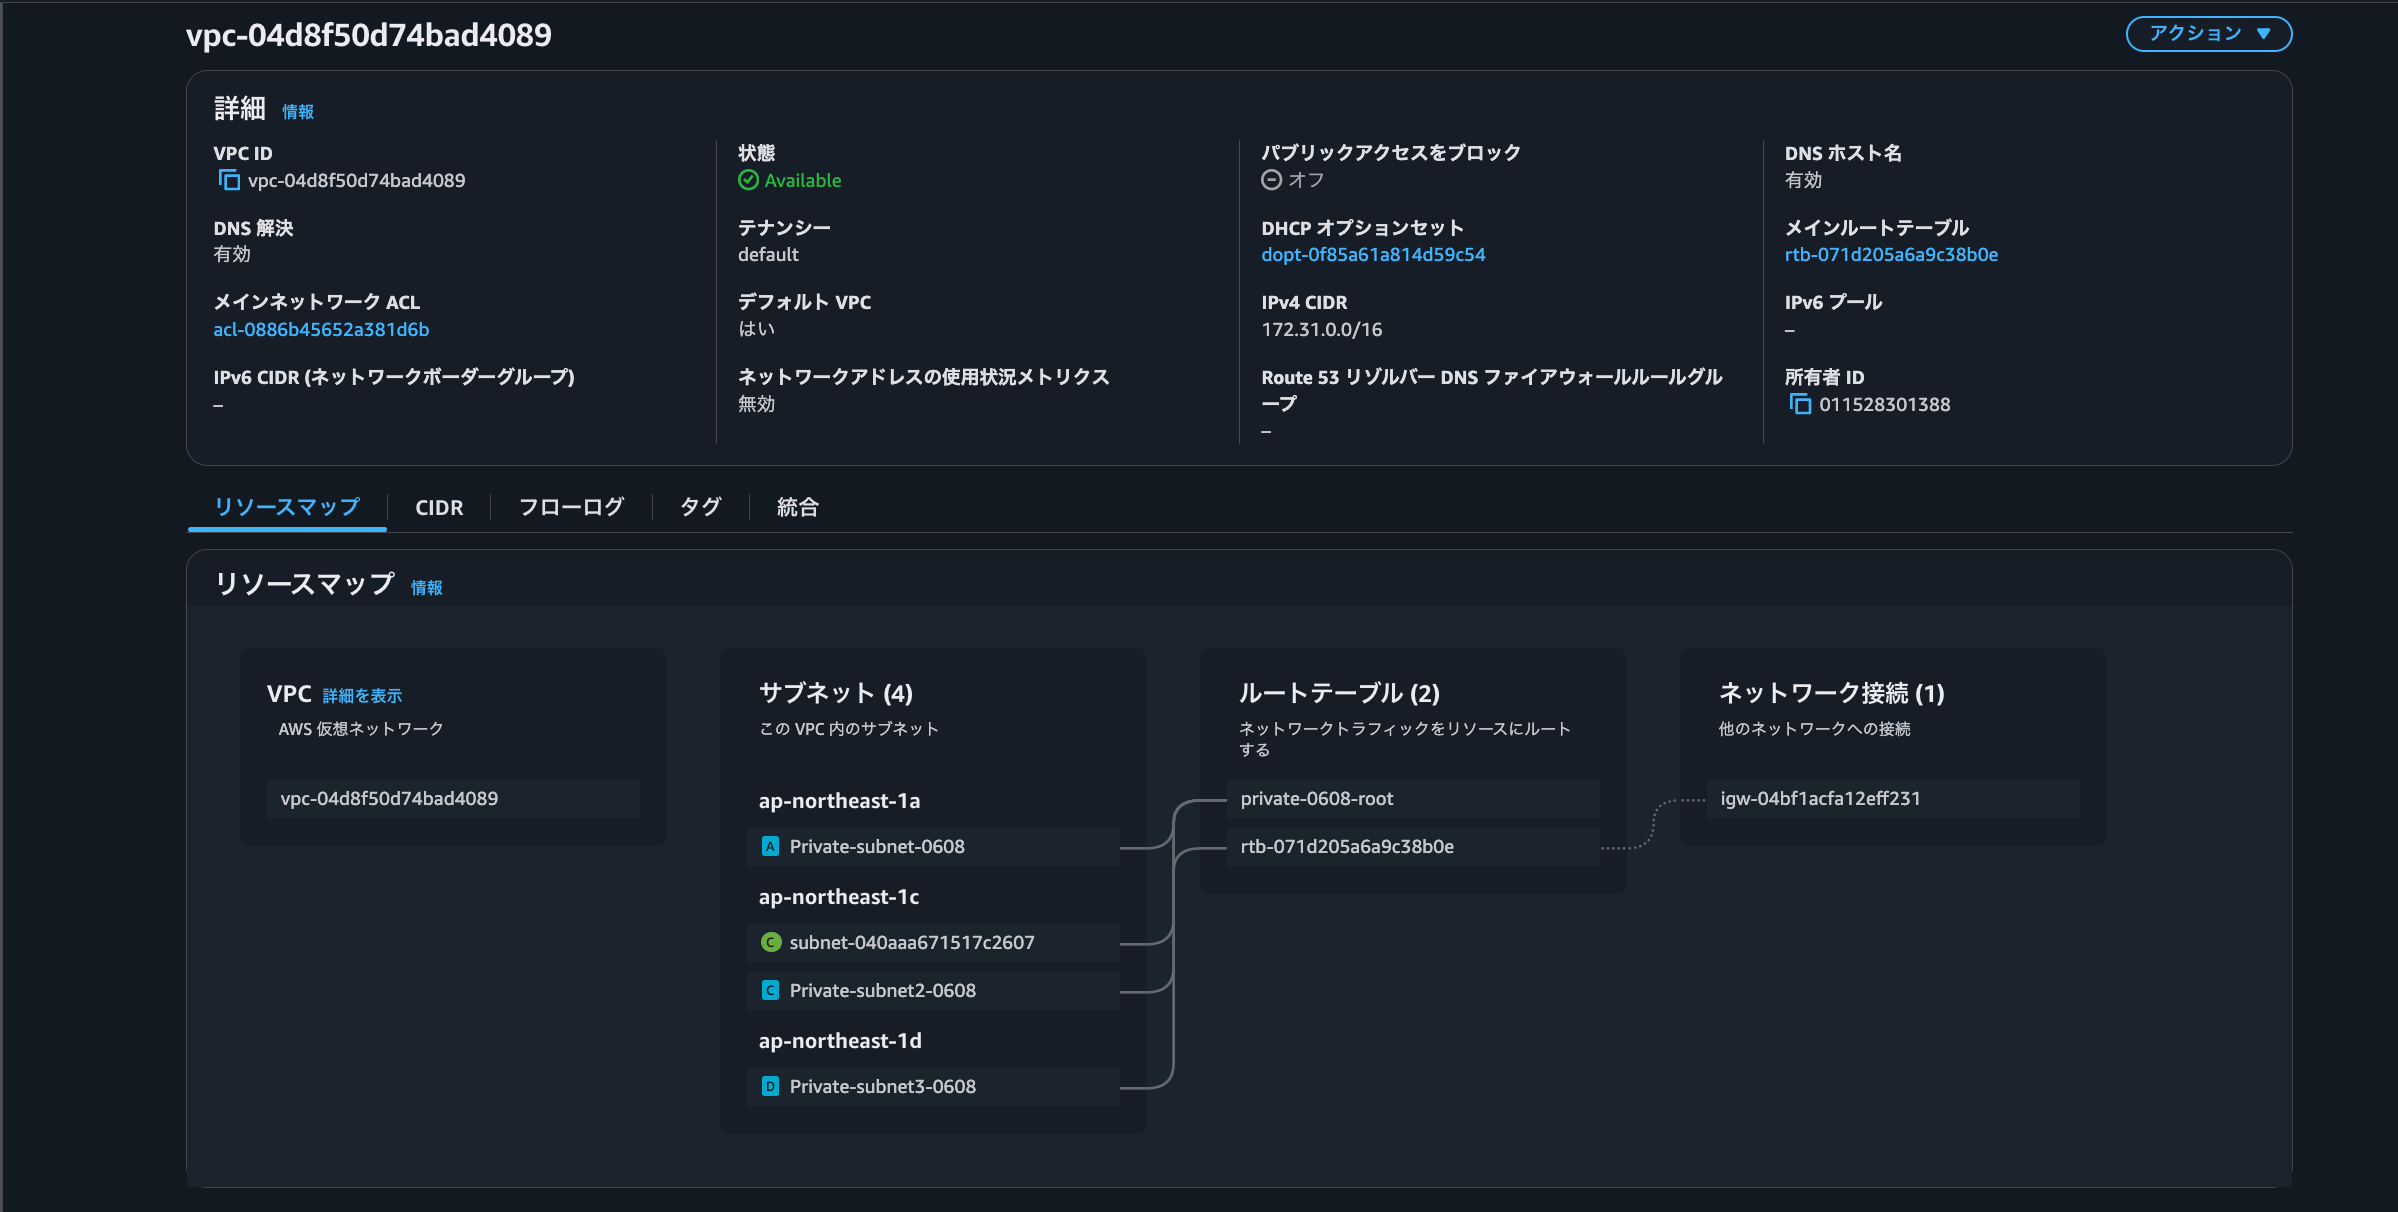 vpc-04d8f50d74bad4089
アクション
詳細 情報
VPC ID
vpc-04d8f50d74bad4089
状態
Available
パブリックアクセスをブロック
オフ
DNS ホスト名
有効
DNS 解決
有効
テナンシー
default
DHCP オプションセット
dopt-0f85a61a814d59c54
メインルートテーブル
rtb-071d205a6a9c38b0e
メインネットワーク ACL
acl-0886b45652a381d6b
デフォルト VPC
はい
IPv4 CIDR
172.31.0.0/16
IPv6 プール
–
IPv6 CIDR (ネットワークボーダーグループ)
–
ネットワークアドレスの使用状況メトリクス
無効
Route 53 リゾルバー DNS ファイアウォールルールグル
ープ
–
所有者 ID
011528301388
リソースマップ
CIDR
フローログ
タグ
統合
リソースマップ 情報
VPC 詳細を表示
AWS 仮想ネットワーク
vpc-04d8f50d74bad4089
サブネット (4)
この VPC 内のサブネット
ap-northeast-1a
A Private-subnet-0608
ap-northeast-1c
C subnet-040aaa671517c2607
C Private-subnet2-0608
ap-northeast-1d
D Private-subnet3-0608
ルートテーブル (2)
ネットワークトラフィックをリソースにルート
する
private-0608-root
rtb-071d205a6a9c38b0e
ネットワーク接続 (1)
他のネットワークへの接続
igw-04bf1acfa12eff231